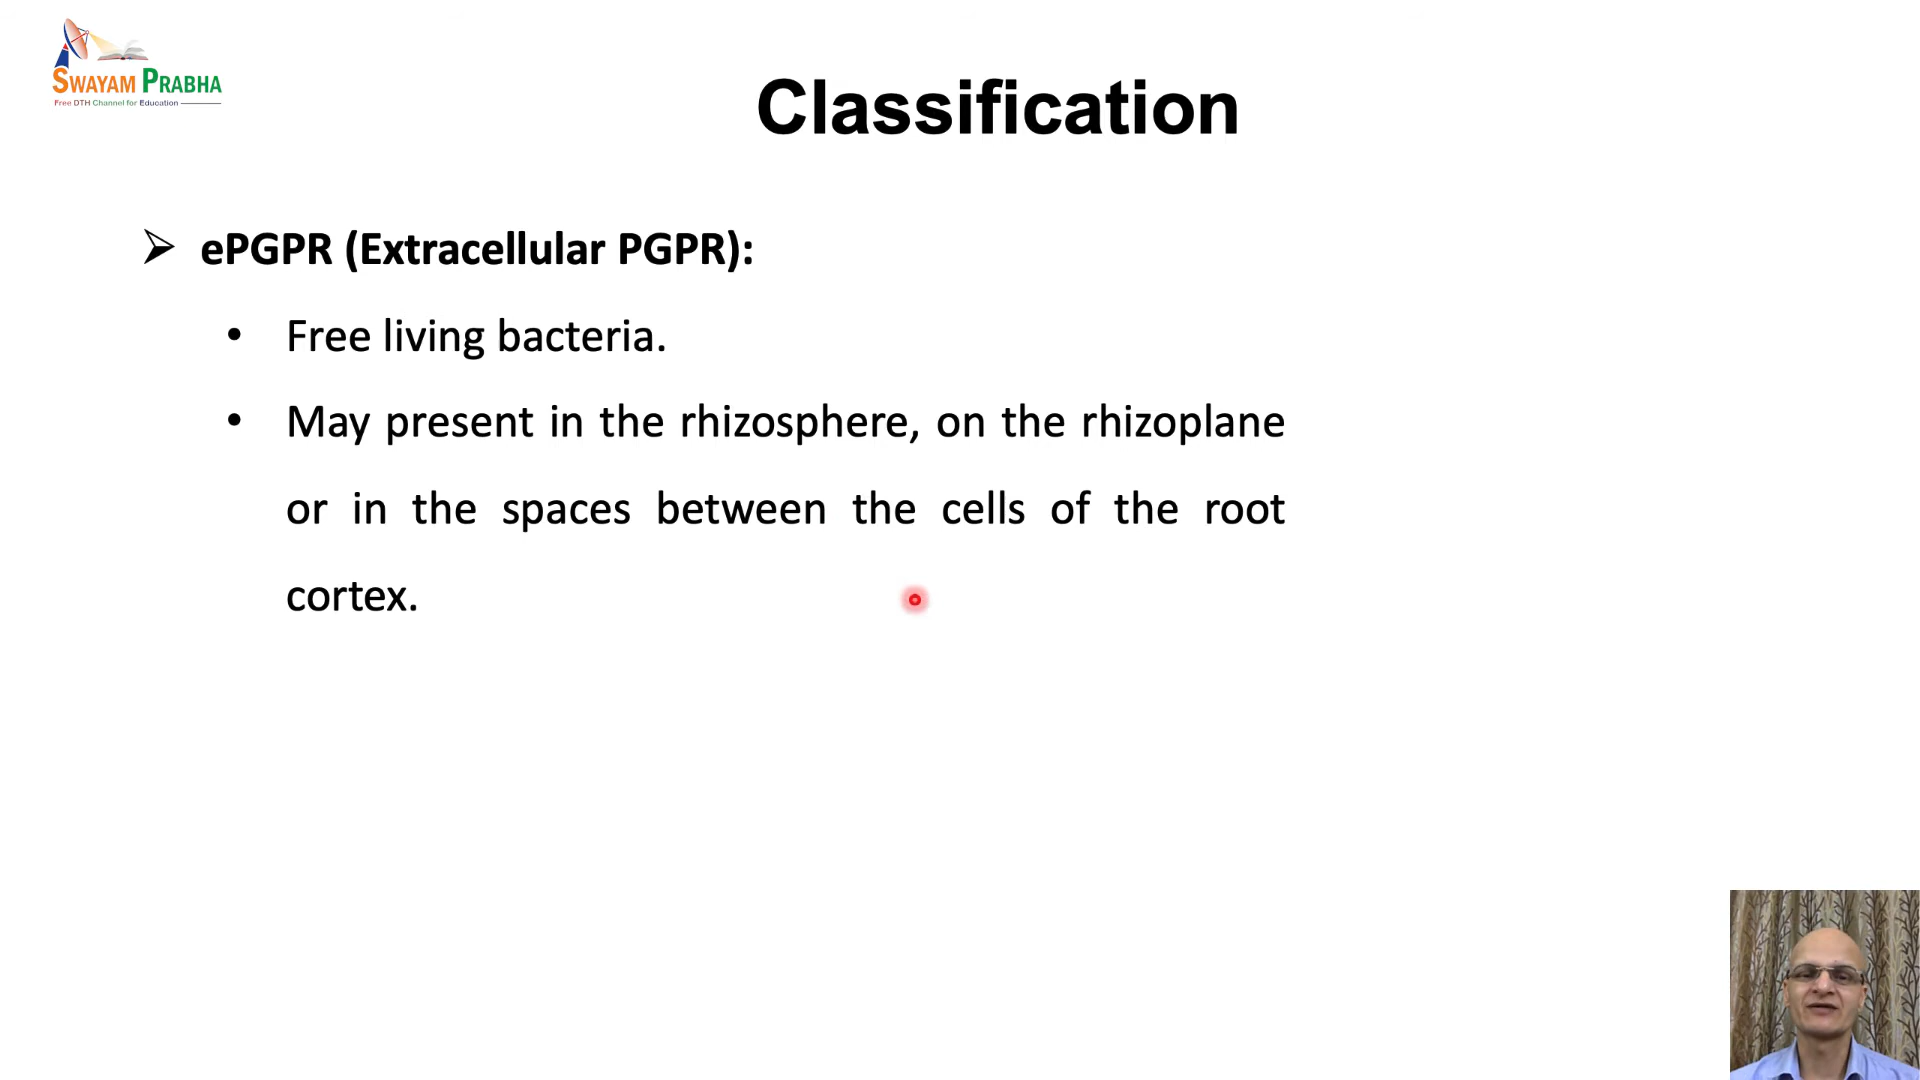 SWAYAM PRABHA
Free DTH Channel for Education
Classification
➢ ePGPR (Extracellular PGPR):
• Free living bacteria.
• May present in the rhizosphere, on the rhizoplane
or in the spaces between the cells of the root
cortex.